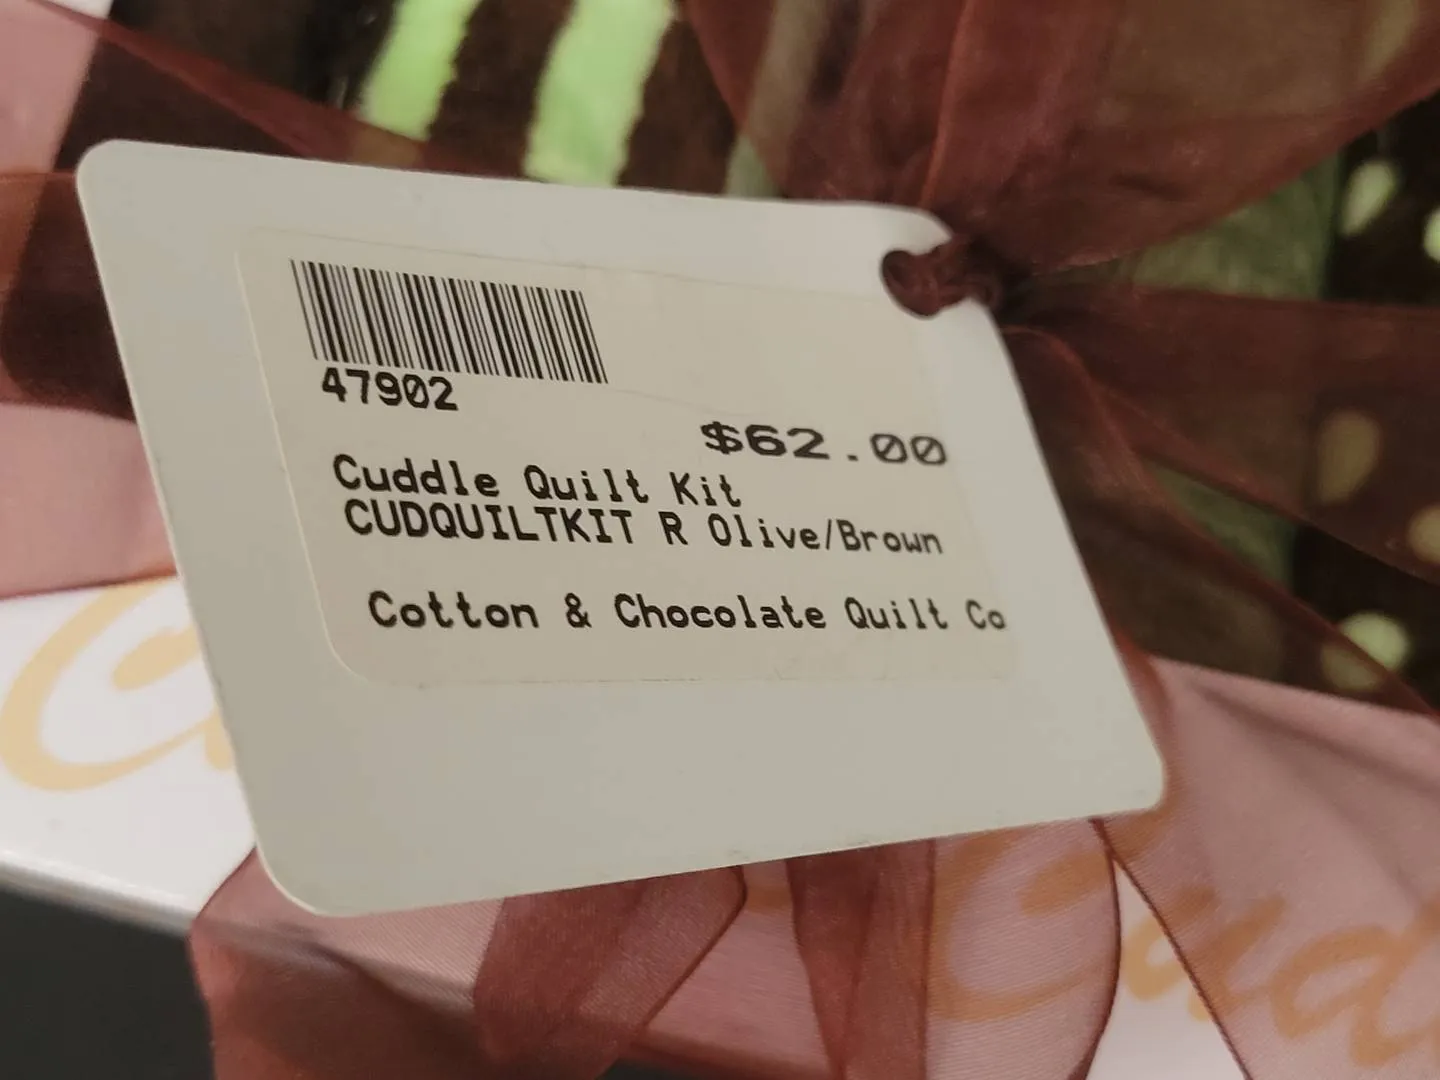 47902
$62.00
Cuddle Quilt Kit
CUDQUILTKIT R Olive/Brown
Cotton & Chocolate Quilt Co